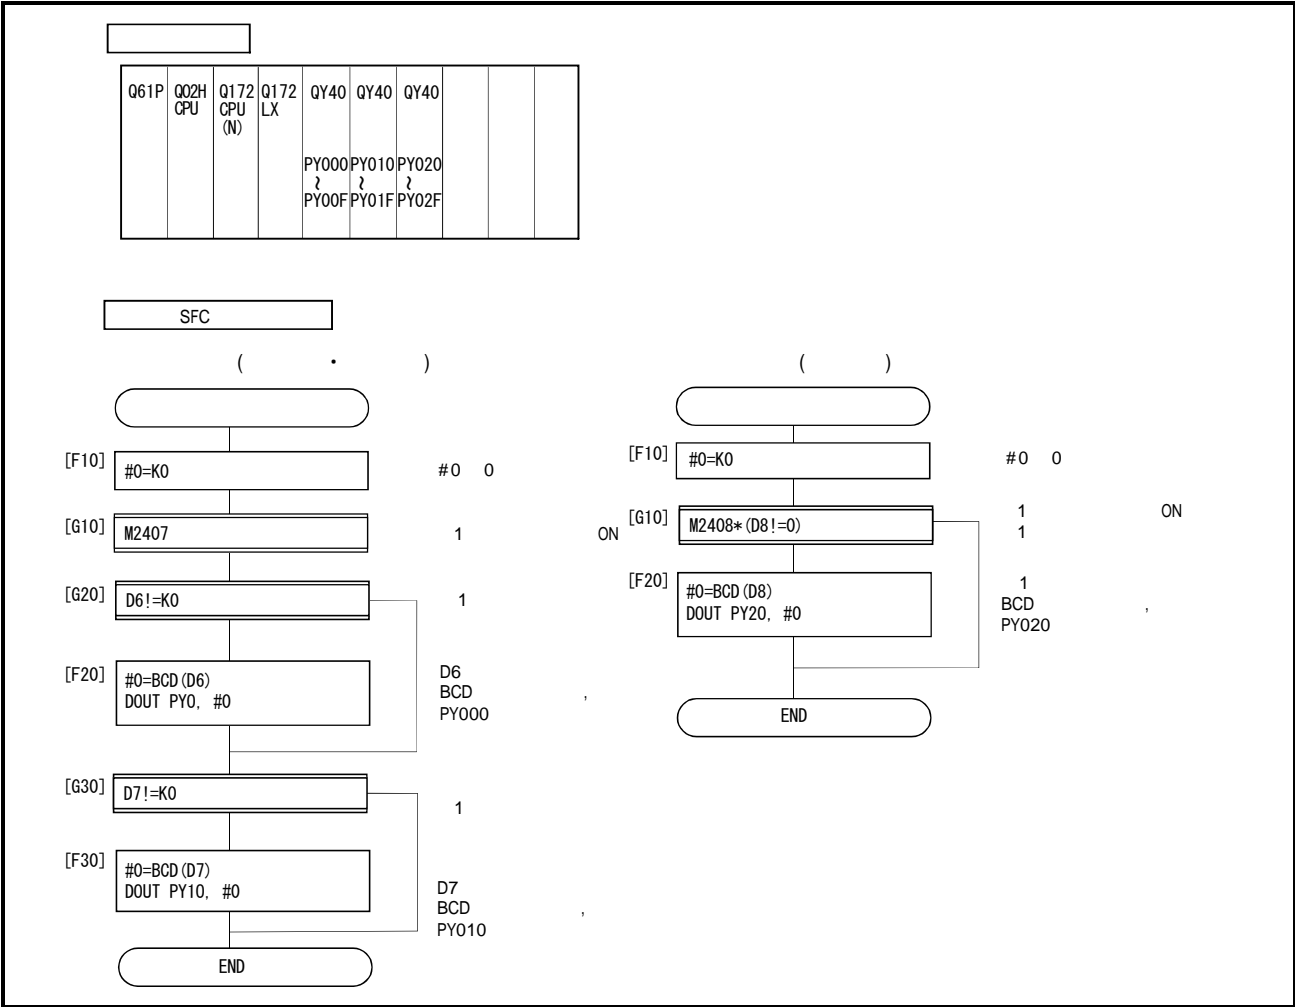 Q61P Q02H Q172 Q172 QY40 QY40 QY40
CPU CPU LX
(N)
PY000 PY010 PY020
~ ~ ~
PY00F PY01F PY02F
SFC
( ・ )
[F10] #0=K0 #0 0
[G10] M2407 1 ON
[G20] D6!=K0 1
[F20] #0=BCD(D6)
DOUT PY0, #0
D6
BCD ,
PY000
[G30] D7!=K0 1
[F30] #0=BCD(D7)
DOUT PY10, #0
D7
BCD ,
PY010
END
( )
[F10] #0=K0 #0 0
[G10] M2408*(D8!=0)
1 ON
1
[F20] #0=BCD(D8)
DOUT PY20, #0
1
BCD ,
PY020
END